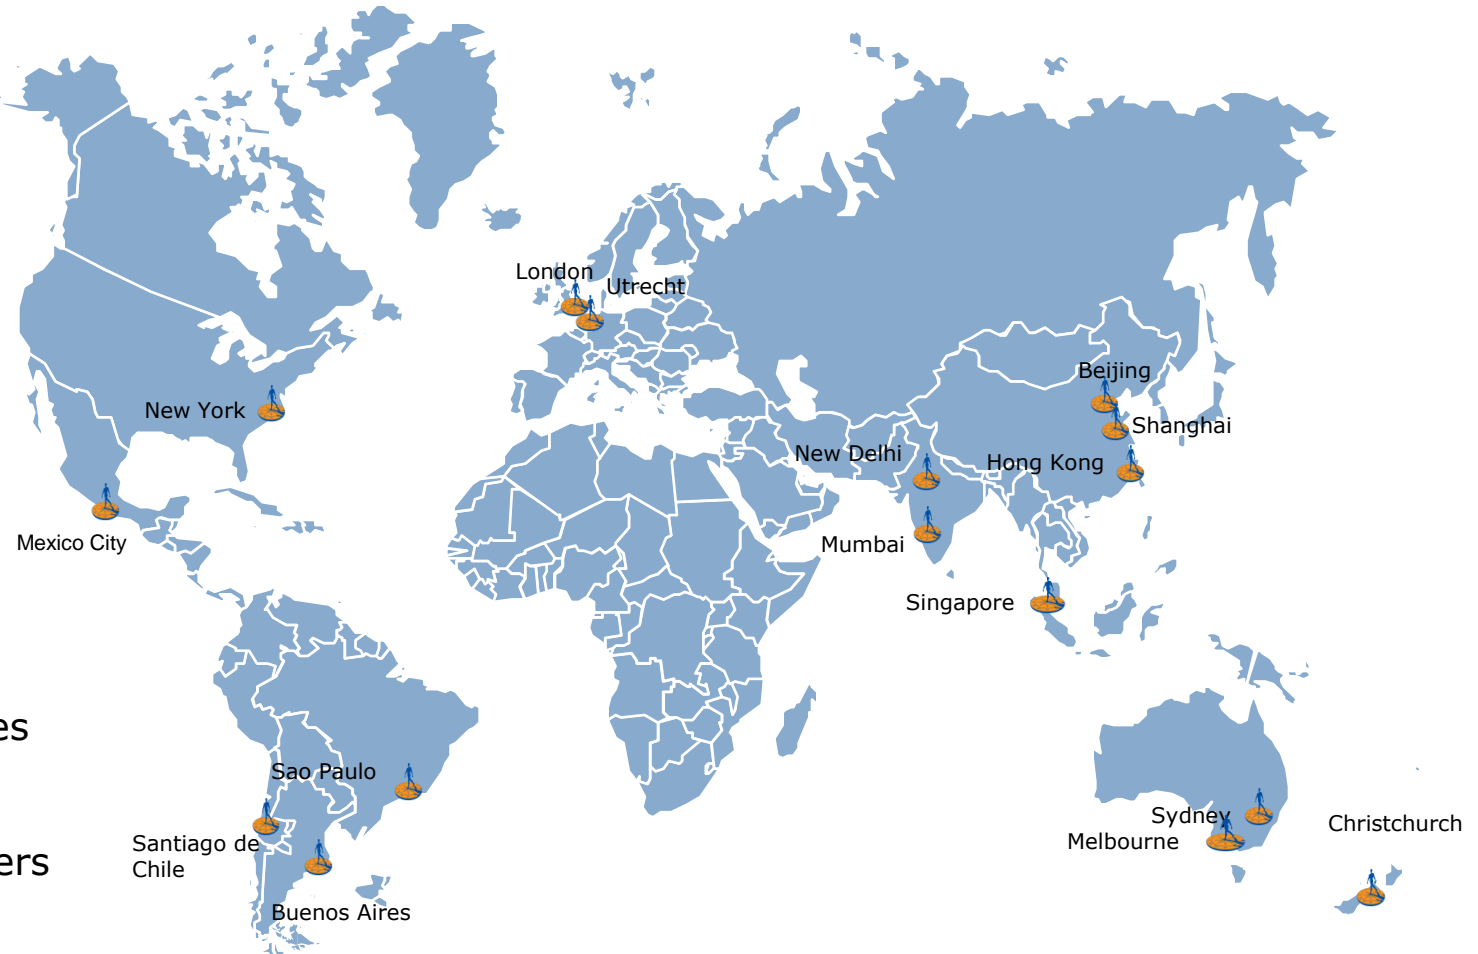 London
Utrecht
Beijing
New York
Shanghai
New Delhi
Hong Kong
Mexico City
Mumbai
Singapore
es
Sao Paulo
Sydney
Christchurch
Melbourne
Santiago de
Chile
ers
Buenos Aires